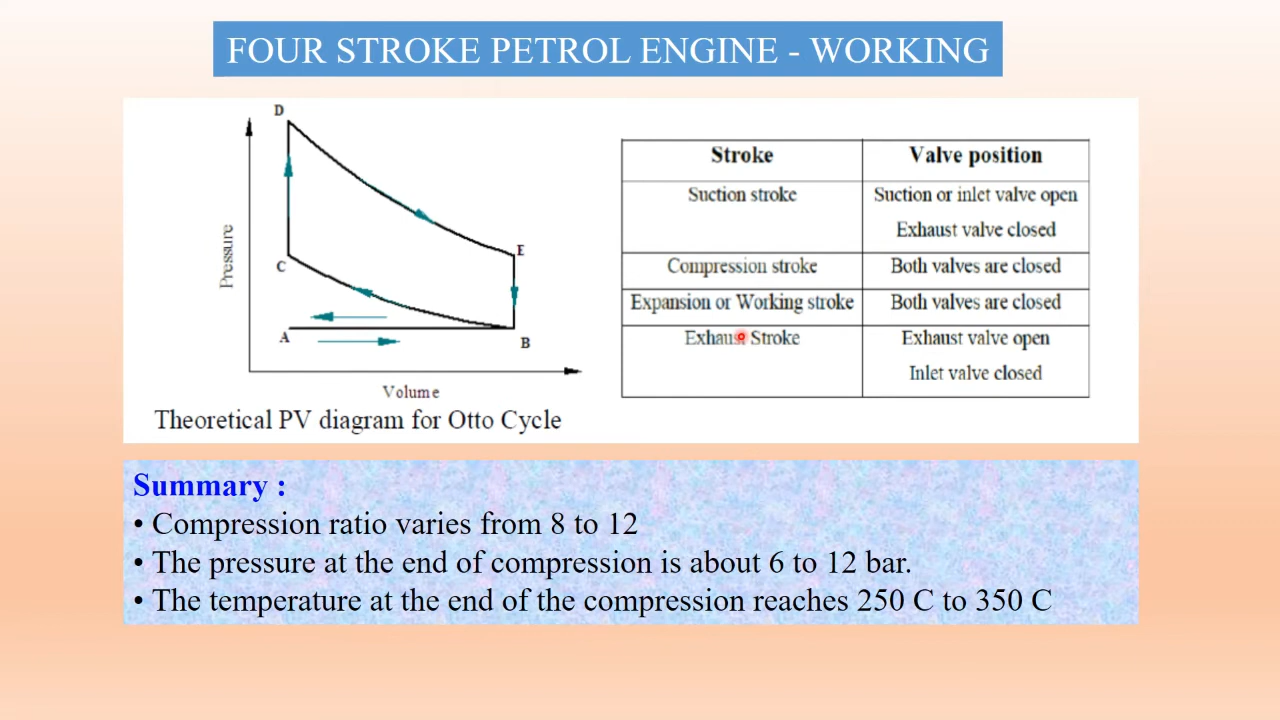 FOUR STROKE PETROL ENGINE - WORKING
D
E
C
A
B
Pressure
Volume
Theoretical PV diagram for Otto Cycle
Stroke Valve position
Suction stroke Suction or inlet valve open
Exhaust valve closed
Compression stroke Both valves are closed
Expansion or Working stroke Both valves are closed
Exhaust Stroke Exhaust valve open
Inlet valve closed
Summary :
• Compression ratio varies from 8 to 12
• The pressure at the end of compression is about 6 to 12 bar.
• The temperature at the end of the compression reaches 250 C to 350 C